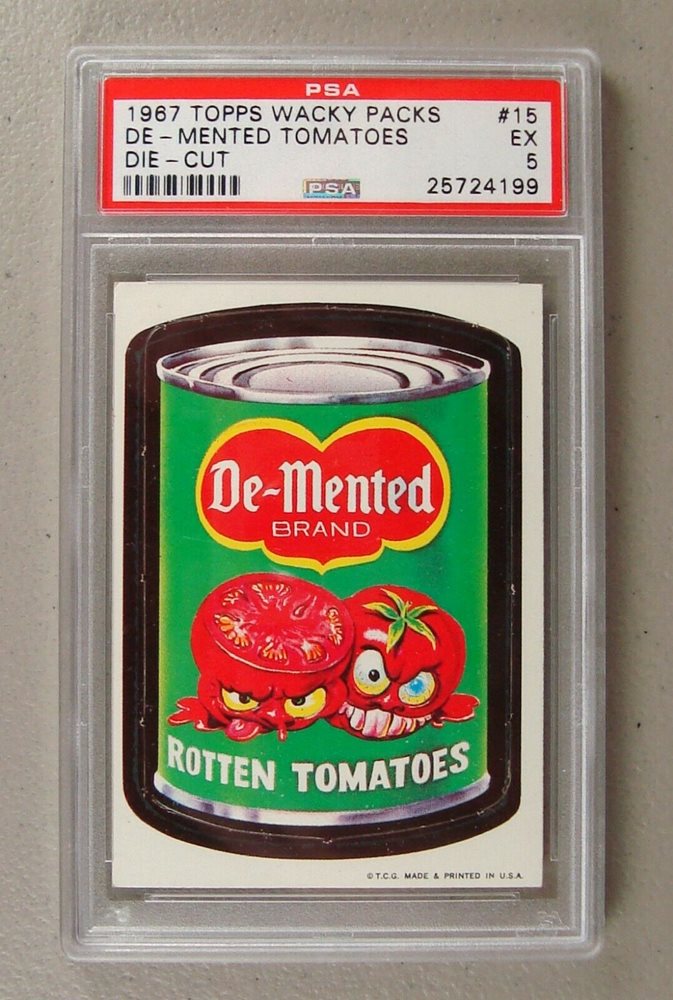 PSA
1967 TOPPS WACKY PACKS #15
DE-MENTED TOMATOES EX
DIE-CUT 5
PSA 25724199
De-Mented
BRAND
ROTTEN TOMATOES
© T.C.G. MADE & PRINTED IN U.S.A.